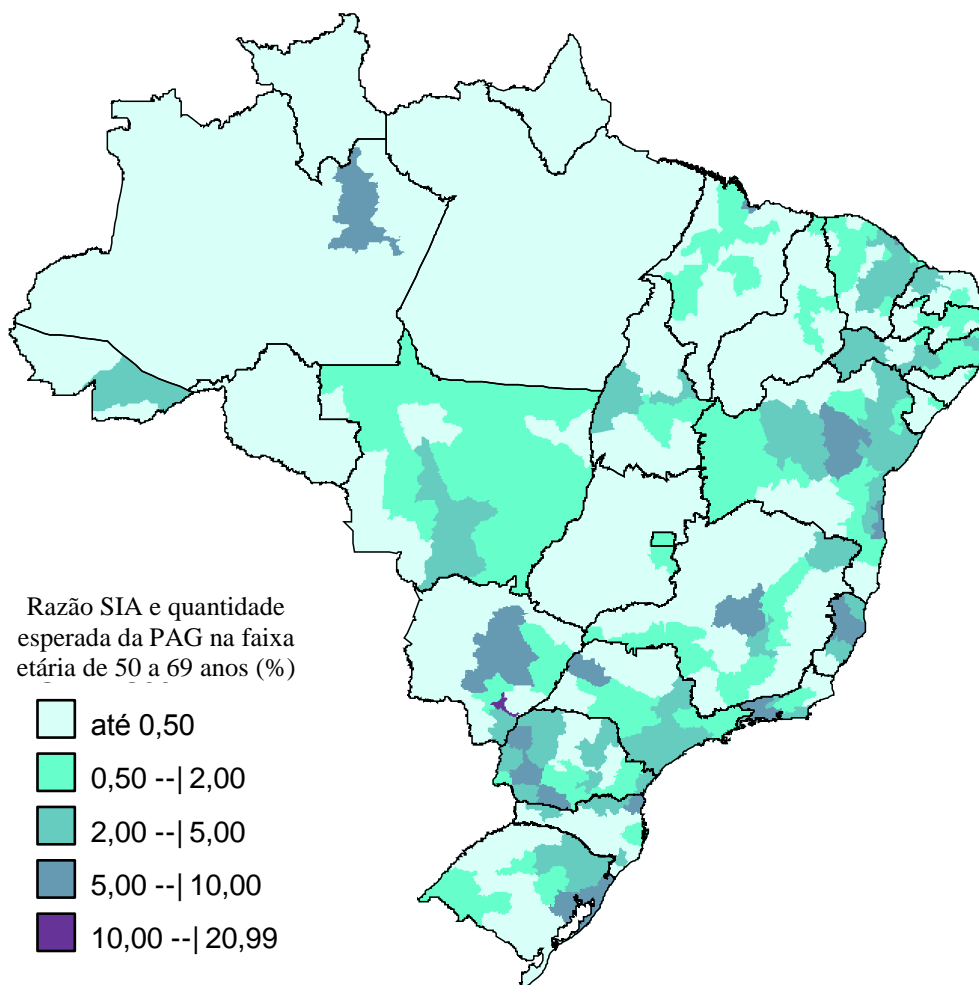 Razão SIA e quantidade
esperada da PAG na faixa
etária de 50 a 69 anos (%)
até 0,50
0,50 --| 2,00
2,00 --| 5,00
5,00 --| 10,00
10,00 --| 20,99